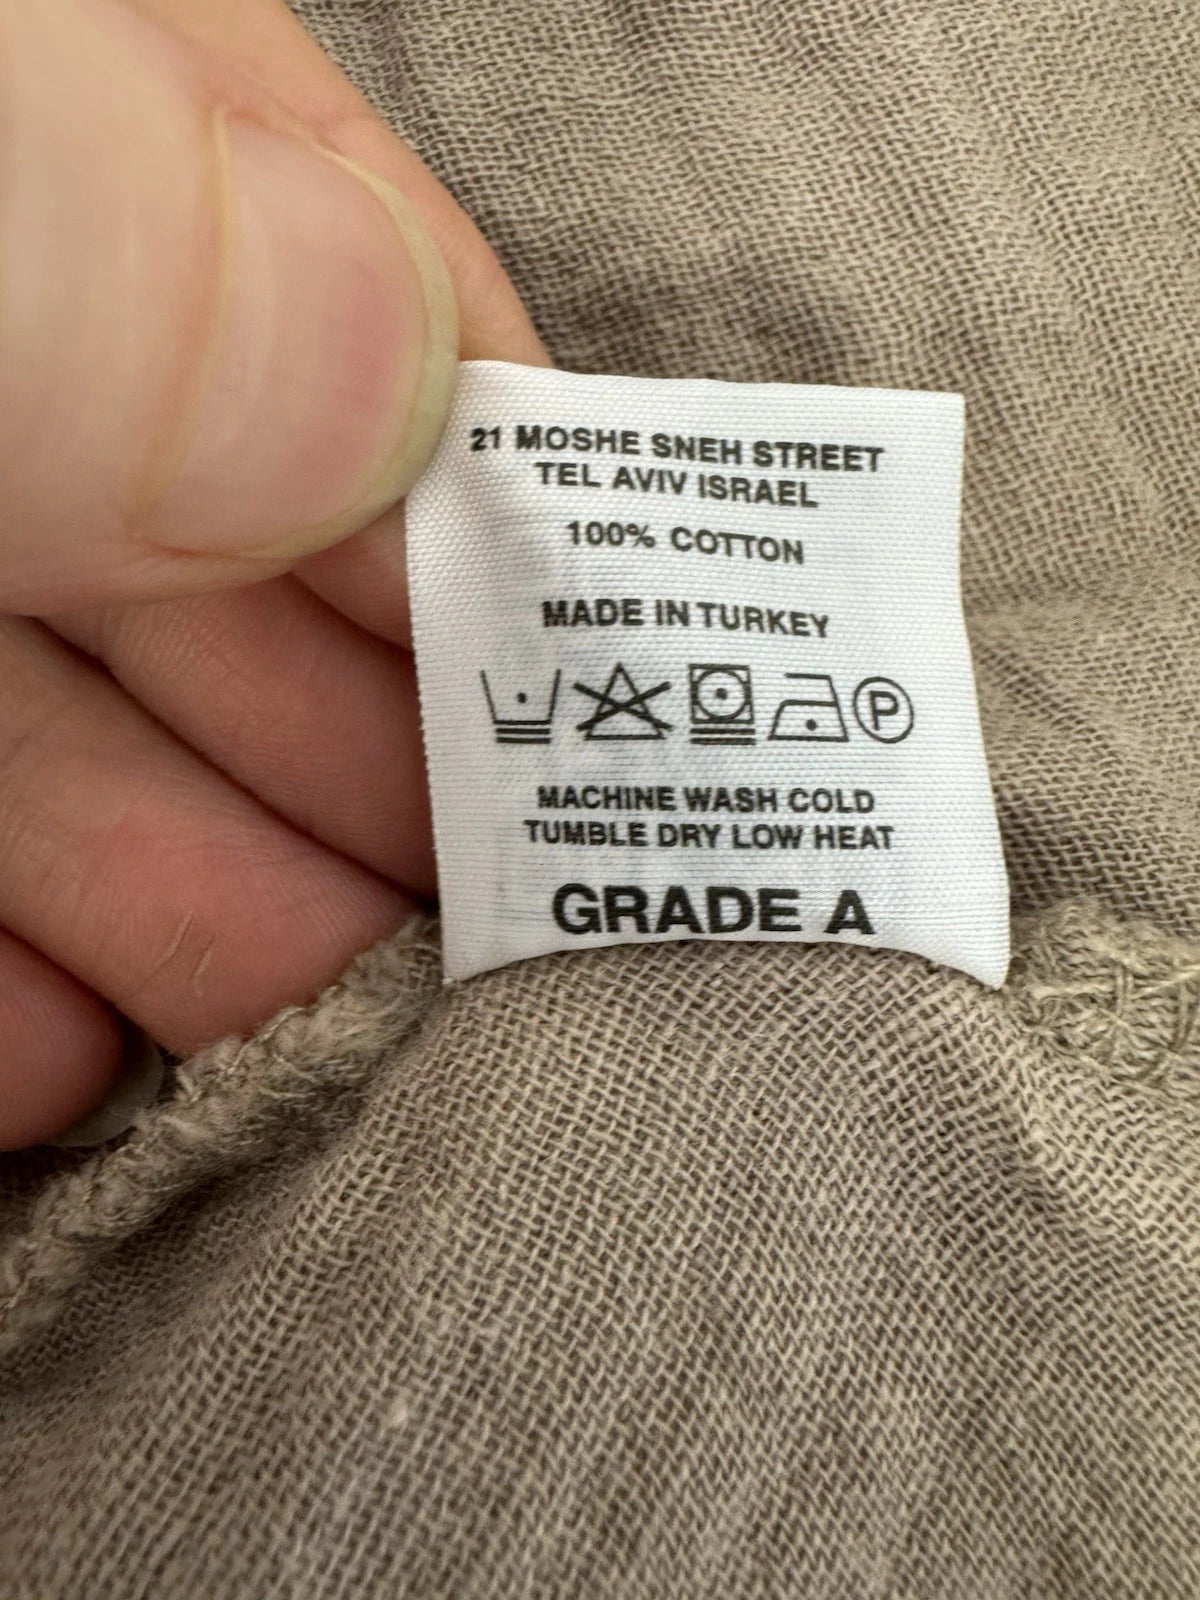 21 MOSHE SNEH STREET
TEL AVIV ISRAEL
100% COTTON
MADE IN TURKEY
P
MACHINE WASH COLD
TUMBLE DRY LOW HEAT
GRADE A